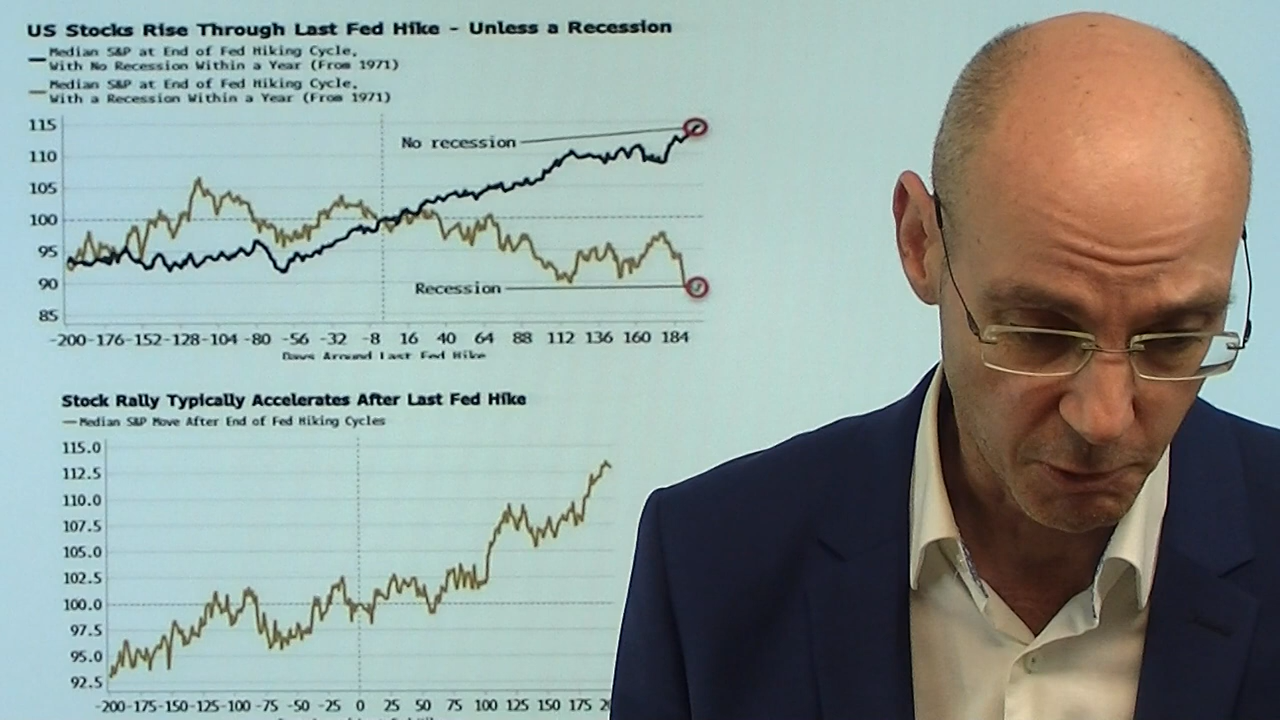 US Stocks Rise Through Last Fed Hike - Unless a Recession
Median S&P at End of Fed Hiking Cycle,
With No Recession Within a Year (From 1971)
Median S&P at End of Fed Hiking Cycle,
With a Recession Within a Year (From 1971)
115
110
105
100
95
90
85
No recession
Recession
-200 -176 -152 -128 -104 -80 -56 -32 -8 16 40 64 88 112 136 160 184
Days Around Last Fed Hike
Stock Rally Typically Accelerates After Last Fed Hike
Median S&P Move After End of Fed Hiking Cycles
115.0
112.5
110.0
107.5
105.0
102.5
100.0
97.5
95.0
92.5
-200 -175 -150 -125 -100 -75 -50 -25 0 25 50 75 100 125 150 175